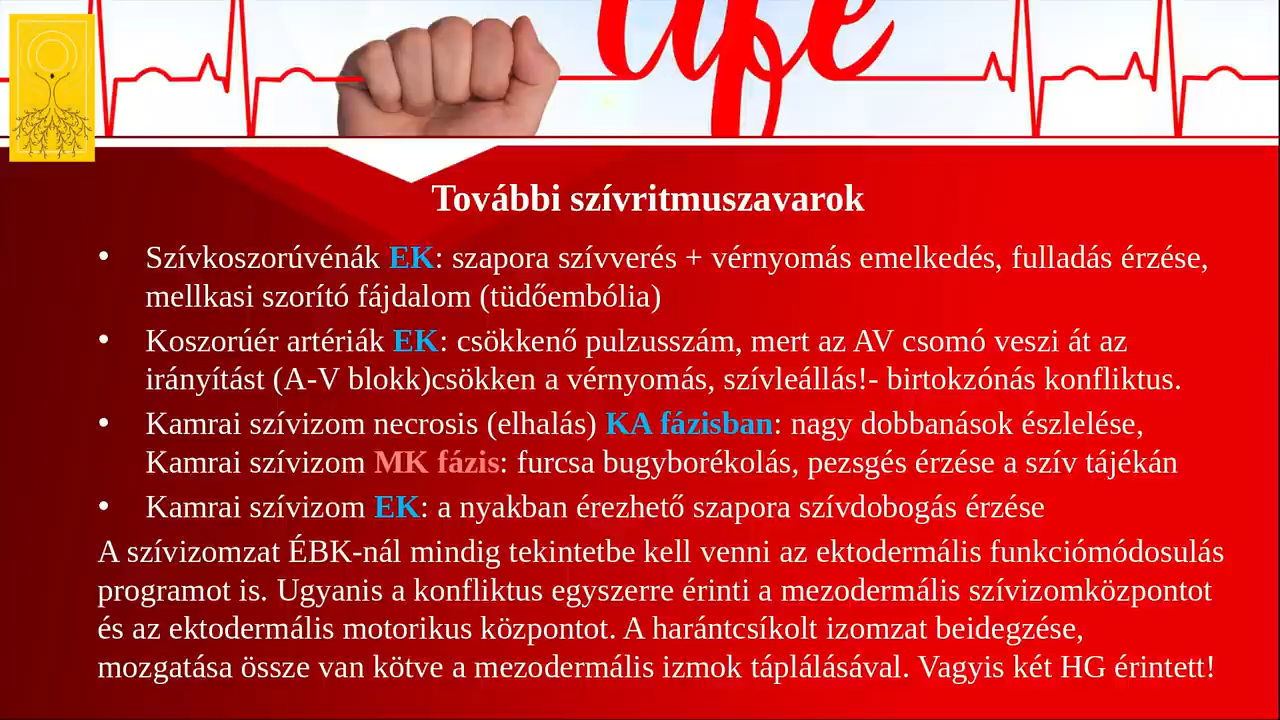 life
További szívritmuszavarok
• Szívkoszorúvénák EK: szapora szívverés + vérnyomás emelkedés, fulladás érzése,
mellkasi szorító fájdalom (tüdőembólia)
• Koszorúér artériák EK: csökkenő pulzusszám, mert az AV csomó veszi át az
irányítást (A-V blokk)csökken a vérnyomás, szívleállás!- birtokzónás konfliktus.
• Kamrai szívizom necrosis (elhalás) KA fázisban: nagy dobbanások észlelése,
Kamrai szívizom MK fázis: furcsa bugyborékolás, pezsgés érzése a szív tájékán
• Kamrai szívizom EK: a nyakban érezhető szapora szívdobogás érzése
A szívizomzat ÉBK-nál mindig tekintetbe kell venni az ektodermális funkciómódosulás
programot is. Ugyanis a konfliktus egyszerre érinti a mezodermális szívizomközpontot
és az ektodermális motorikus központot. A harántcsíkolt izomzat beidegzése,
mozgatása össze van kötve a mezodermális izmok táplálásával. Vagyis két HG érintett!